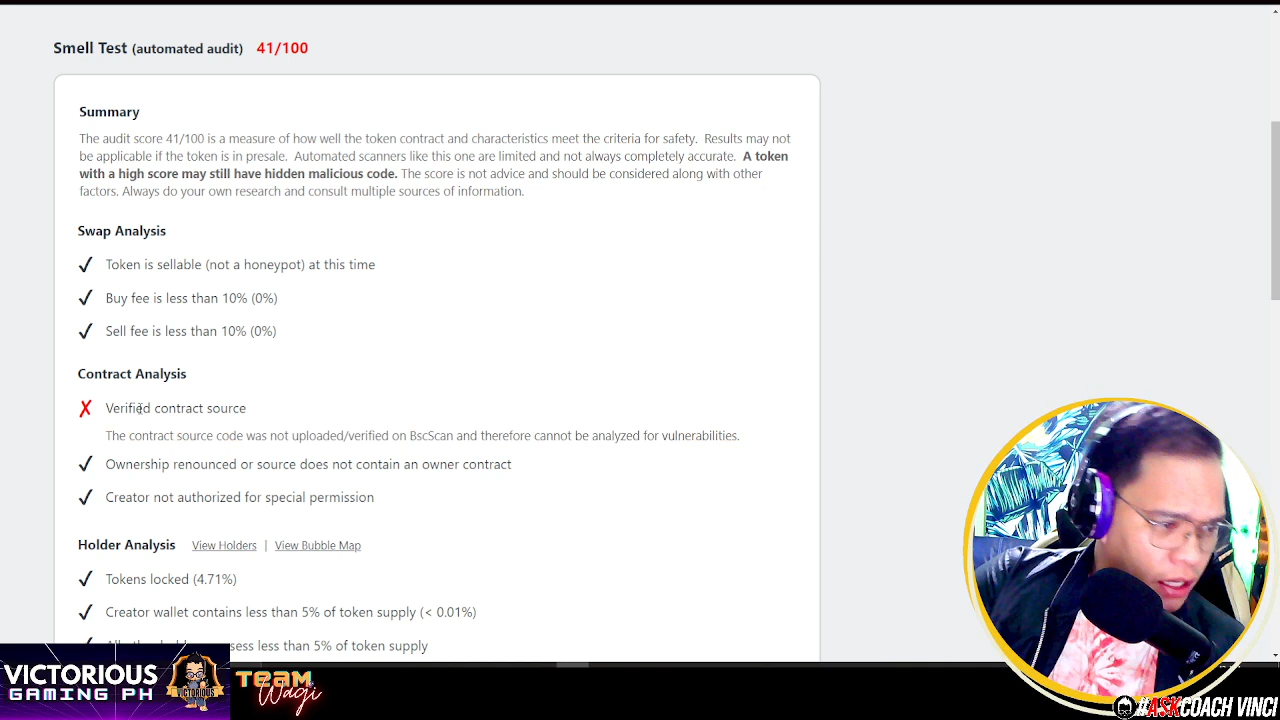 Smell Test (automated audit) 41/100
Summary
The audit score 41/100 is a measure of how well the token contract and characteristics meet the criteria for safety. Results may not
be applicable if the token is in presale. Automated scanners like this one are limited and not always completely accurate. A token
with a high score may still have hidden malicious code. The score is not advice and should be considered along with other
factors. Always do your own research and consult multiple sources of information.
Swap Analysis
Token is sellable (not a honeypot) at this time
Buy fee is less than 10% (0%)
Sell fee is less than 10% (0%)
Contract Analysis
Verified contract source
The contract source code was not uploaded/verified on BscScan and therefore cannot be analyzed for vulnerabilities.
Ownership renounced or source does not contain an owner contract
Creator not authorized for special permission
Holder Analysis View Holders | View Bubble Map
Tokens locked (4.71%)
Creator wallet contains less than 5% of token supply (< 0.01%)
less than 5% of token supply
VICTORIOUS
GAMING PH
VICTORIOUS
TEAM
Wagi
#ASKCOACH VINCI